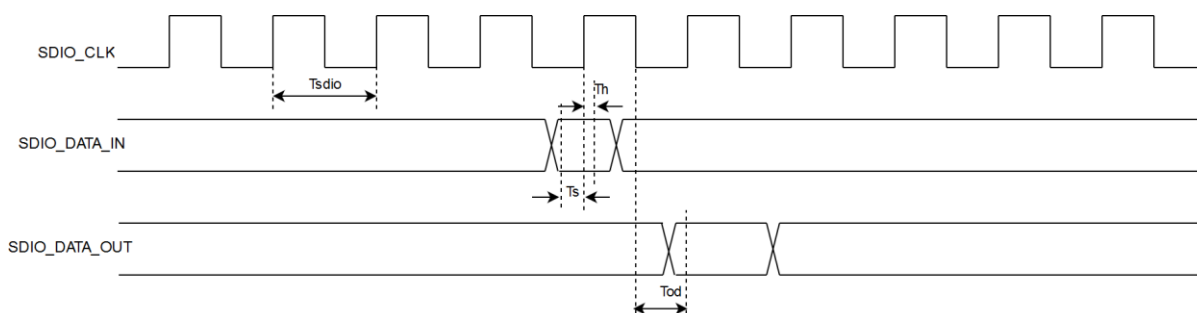 SDIO_CLK
Tsdio
Th
SDIO_DATA_IN
Ts
SDIO_DATA_OUT
Tod